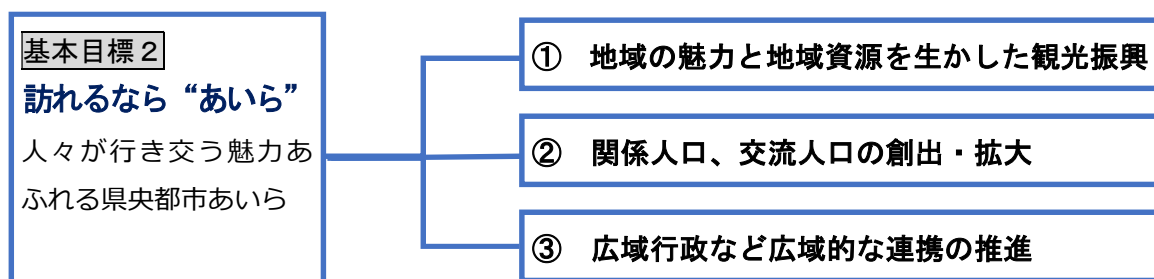 基本目標２
訪れるなら“あいら”
人々が行き交う魅力あ
ふれる県央都市あいら
① 地域の魅力と地域資源を生かした観光振興
② 関係人口、交流人口の創出・拡大
③ 広域行政など広域的な連携の推進